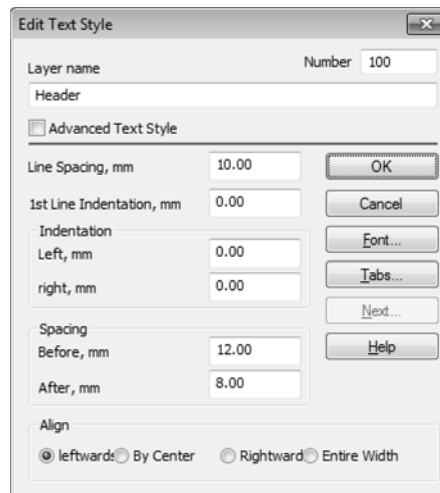 Edit Text Style
Layer name
Number 100
Header
Advanced Text Style
Line Spacing, mm 10.00 OK
1st Line Indentation, mm 0.00 Cancel
Indentation Font...
Left, mm 0.00
right, mm 0.00 Tabs...
Next...
Spacing
Before, mm 12.00 Help
After, mm 8.00
Align
leftwards By Center Rightward Entire Width